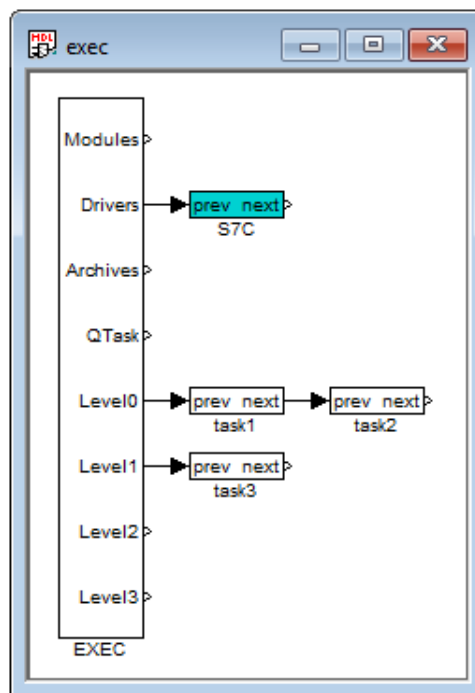 MDL exec
Modules
Drivers prev next
S7C
Archives
QTask
Level0 prev next prev next
task1 task2
Level1 prev next
task3
Level2
Level3
EXEC